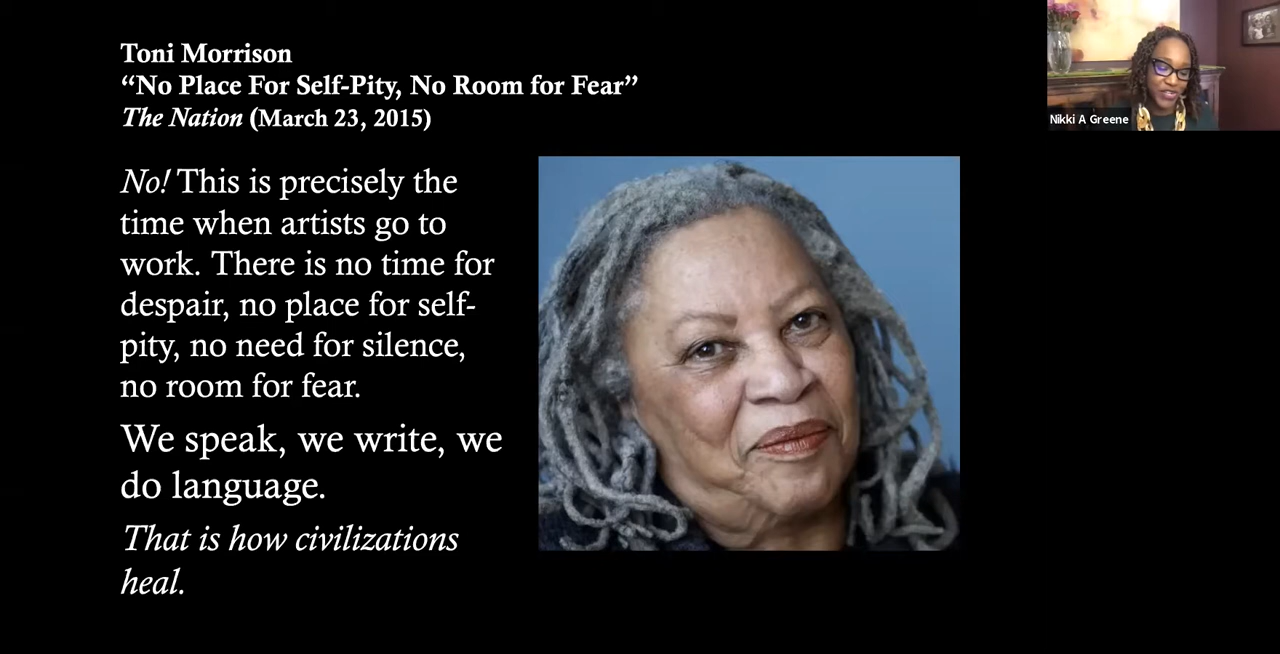 Toni Morrison
“No Place For Self-Pity, No Room for Fear”
The Nation (March 23, 2015)
No! This is precisely the
time when artists go to
work. There is no time for
despair, no place for self-
pity, no need for silence,
no room for fear.
We speak, we write, we
do language.
That is how civilizations
heal.
Nikki A Greene